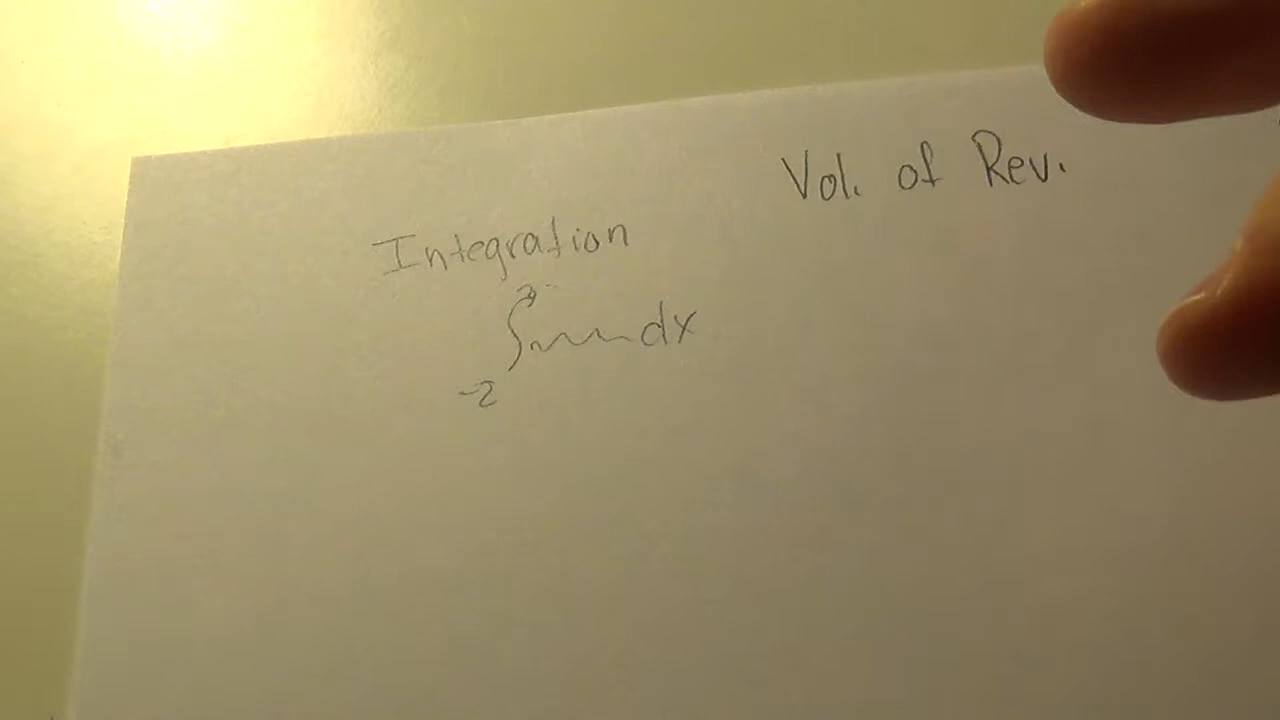 Vol. of Rev.
Integration
∫ dx
-2